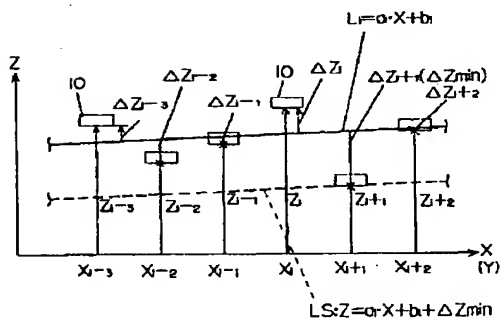 Li=a·X+bi
Z
10
ΔZi-3
ΔZi-2
ΔZi-1
10
ΔZi
ΔZi+1(ΔZmin)
ΔZi+2
Zi-3
Zi-2
Zi-1
Zi
Zi+1
Zi+2
Xi-3
Xi-2
Xi-1
Xi
Xi+1
Xi+2
X
(Y)
LS:Z=a·X+bi+ΔZmin